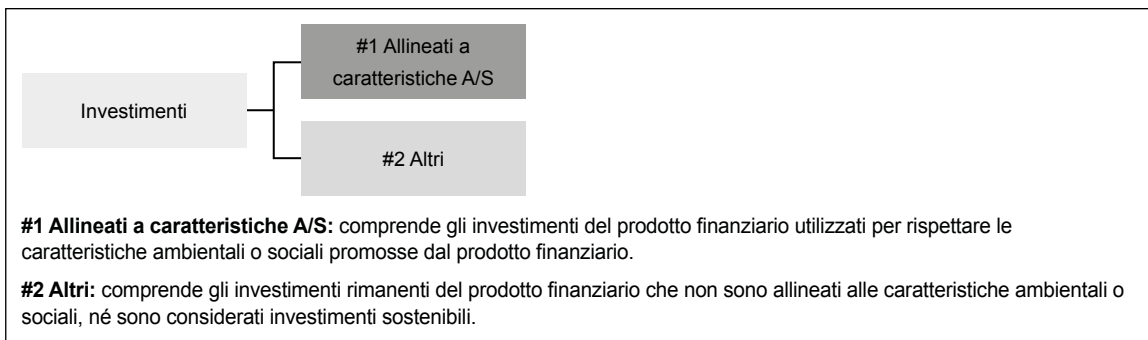 #1 Allineati a
caratteristiche A/S
Investimenti
#2 Altri
#1 Allineati a caratteristiche A/S: comprende gli investimenti del prodotto finanziario utilizzati per rispettare le
caratteristiche ambientali o sociali promosse dal prodotto finanziario.
#2 Altri: comprende gli investimenti rimanenti del prodotto finanziario che non sono allineati alle caratteristiche ambientali o
sociali, né sono considerati investimenti sostenibili.